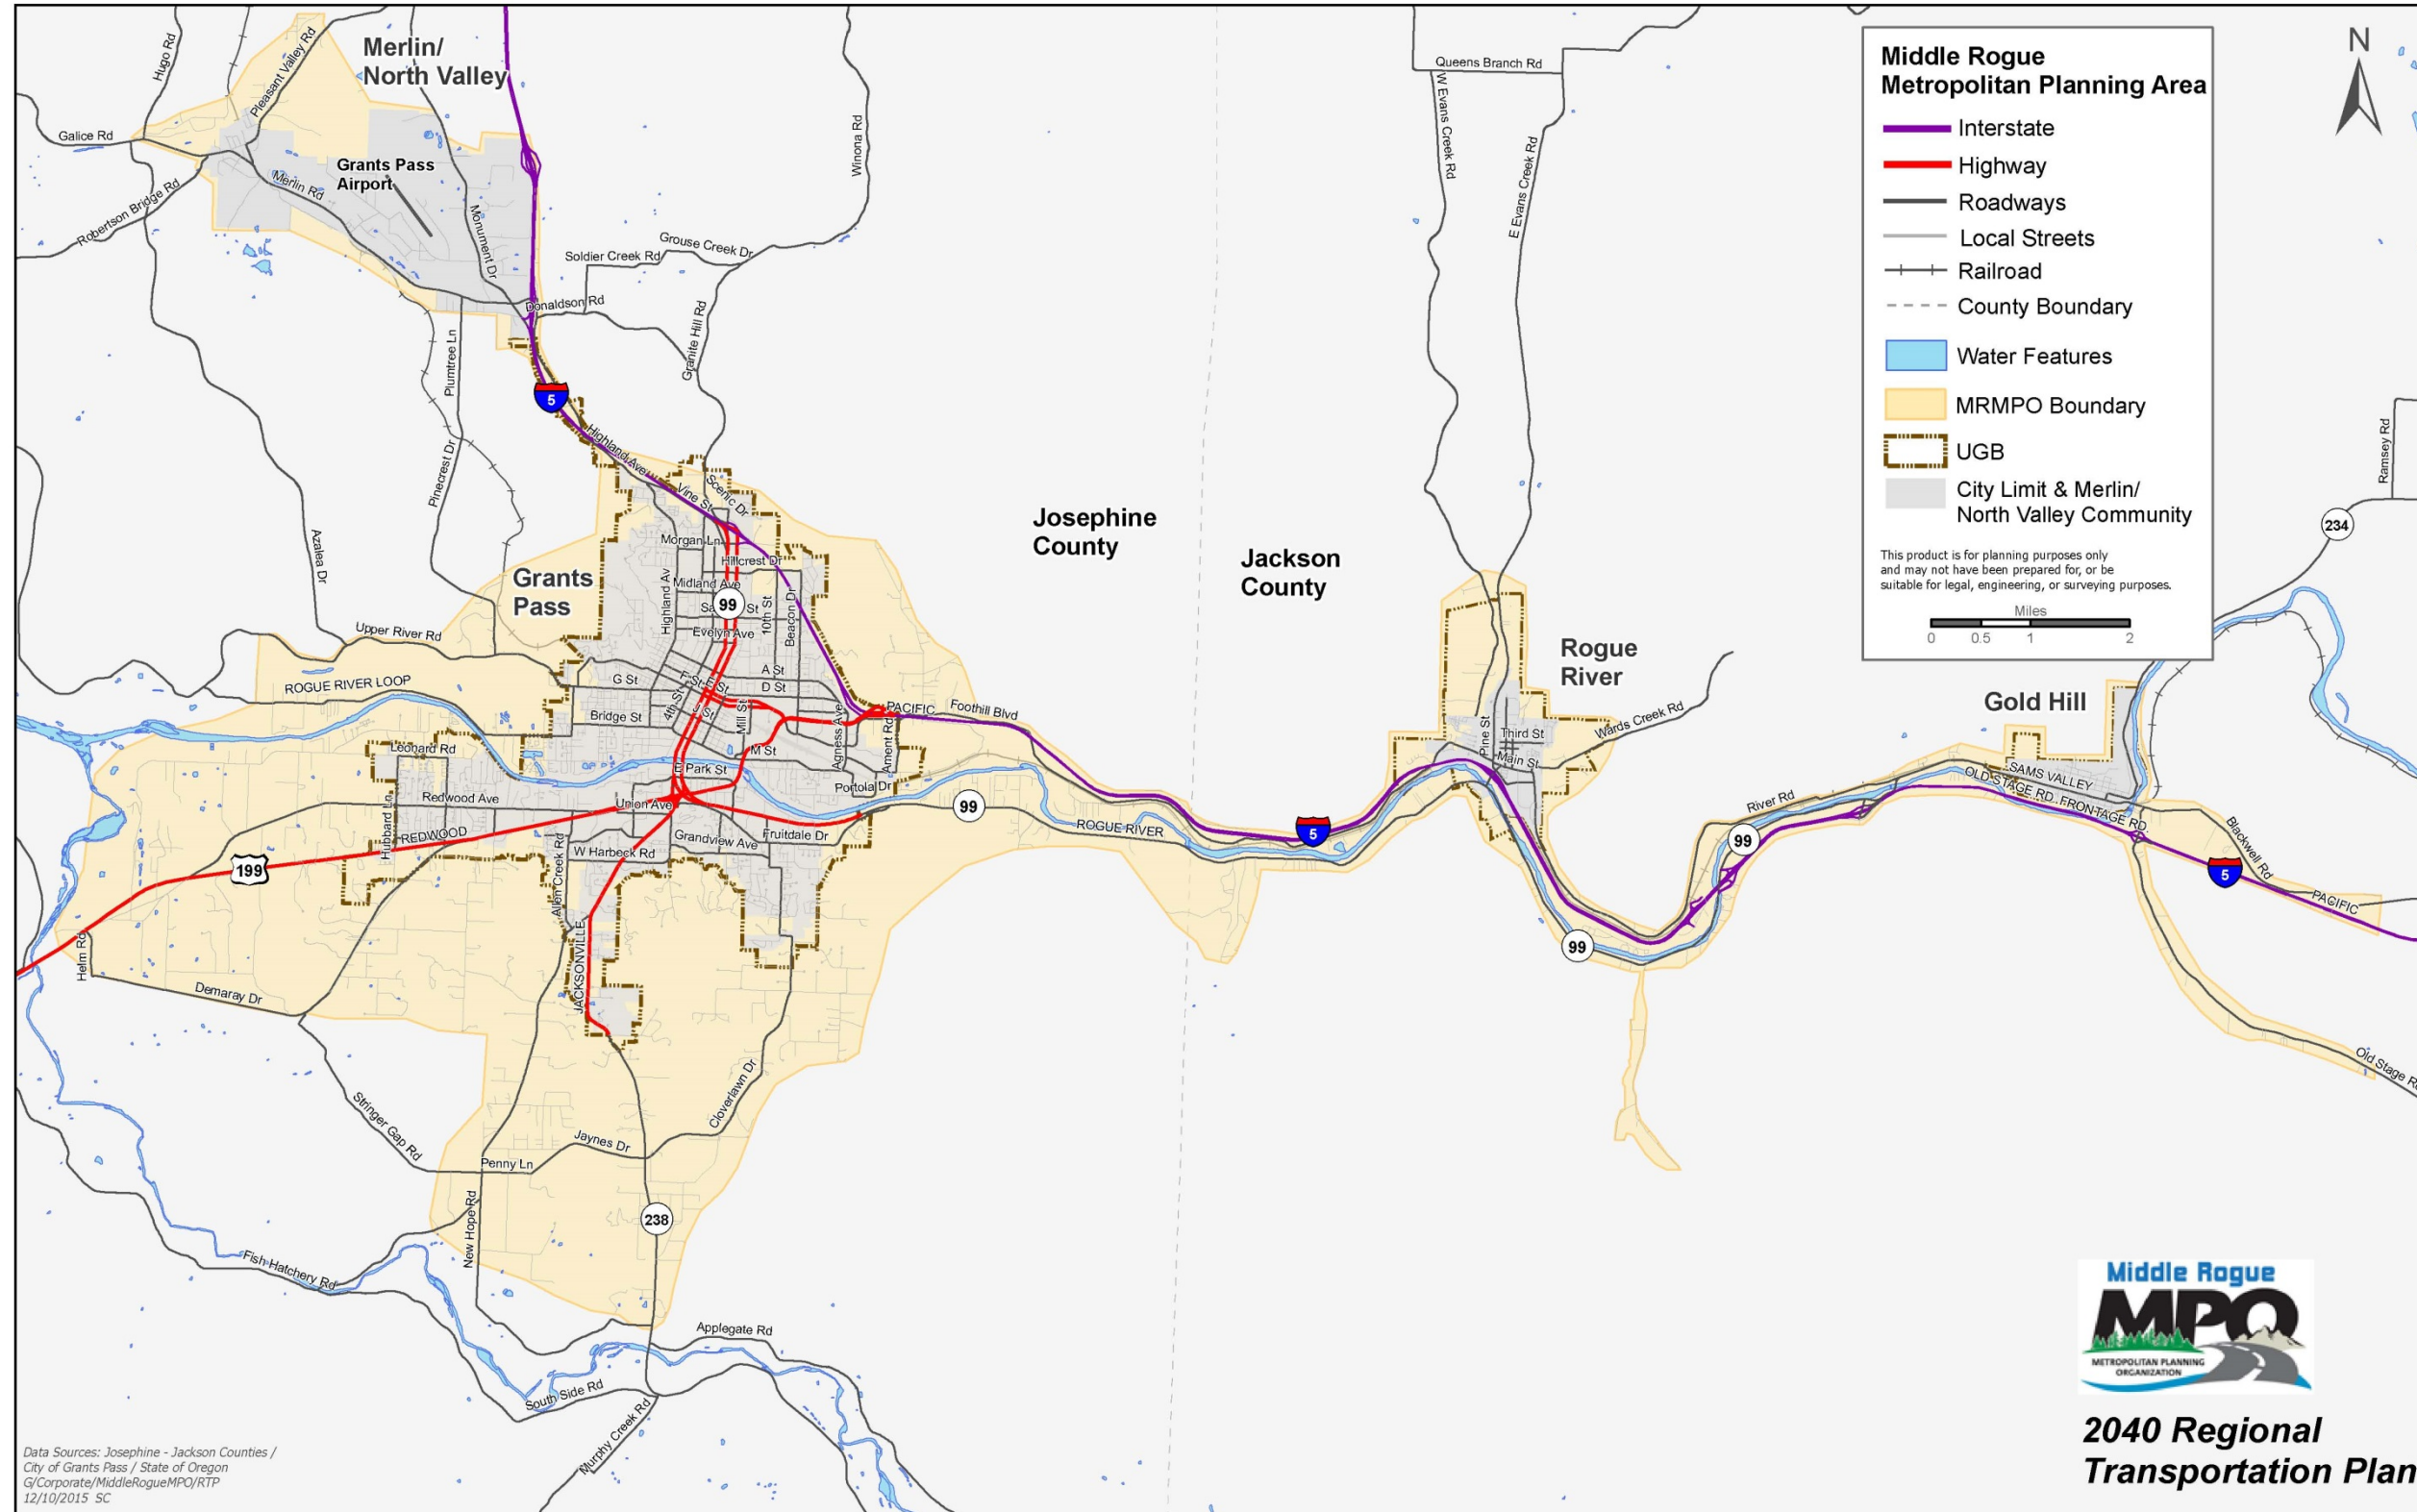 Merlin/
North Valley
Hugo Rd
Pleasant Valley Rd
Galice Rd
Robertson Bridge Rd
Merlin Rd
Grants Pass
Airport
Monument Dr
Winona Rd
Grouse Creek Dr
Soldier Creek Rd
Donaldson Rd
Granite Hill Rd
Plumtree Ln
Pinecrest Dr
Azalea Dr
5
Highland Ave
Vine St
Scenic Dr
Morgan Ln
Hillcrest Dr
Midland Ave
Highland Av
99
St
10th St
Beacon Dr
Evelyn Ave
Grants
Pass
Upper River Rd
ROGUE RIVER LOOP
G St
A St
D St
4th St
J St
Mill St
Bridge St
M St
Agness Ave
Ament Rd
PACIFIC
Foothill Blvd
Leonard Rd
E Park St
Portola Dr
Redwood Ave
Union Ave
Hubbard Ln
REDWOOD
199
Fruitdale Dr
Grandview Ave
W Harbeck Rd
Allen Creek Rd
JACKSONVILLE
Helm Rd
Demaray Dr
Stringer Gap Rd
Cloverlawn Dr
Jaynes Dr
Penny Ln
New Hope Rd
238
Fish Hatchery Rd
Applegate Rd
South Side Rd
Murphy Creek Rd
99
ROGUE RIVER
Josephine
County
Jackson
County
5
Queens Branch Rd
W Evans Creek Rd
E Evans Creek Rd
Rogue
River
Pine St
Third St
Main St
Wards Creek Rd
99
99
River Rd
Gold Hill
SAMS VALLEY
OLD STAGE RD. FRONTAGE RD.
Blackwell Rd
5
PACIFIC
Old Stage R
Ramsey Rd
234
N
Middle Rogue
Metropolitan Planning Area
Interstate
Highway
Roadways
Local Streets
Railroad
County Boundary
Water Features
MRMPO Boundary
UGB
City Limit & Merlin/
North Valley Community
This product is for planning purposes only
and may not have been prepared for, or be
suitable for legal, engineering, or surveying purposes.
Miles
0 0.5 1 2
Middle Rogue
MPO
METROPOLITAN PLANNING
ORGANIZATION
2040 Regional
Transportation Plan
Data Sources: Josephine - Jackson Counties /
City of Grants Pass / State of Oregon
G/Corporate/MiddleRogueMPO/RTP
12/10/2015 SC